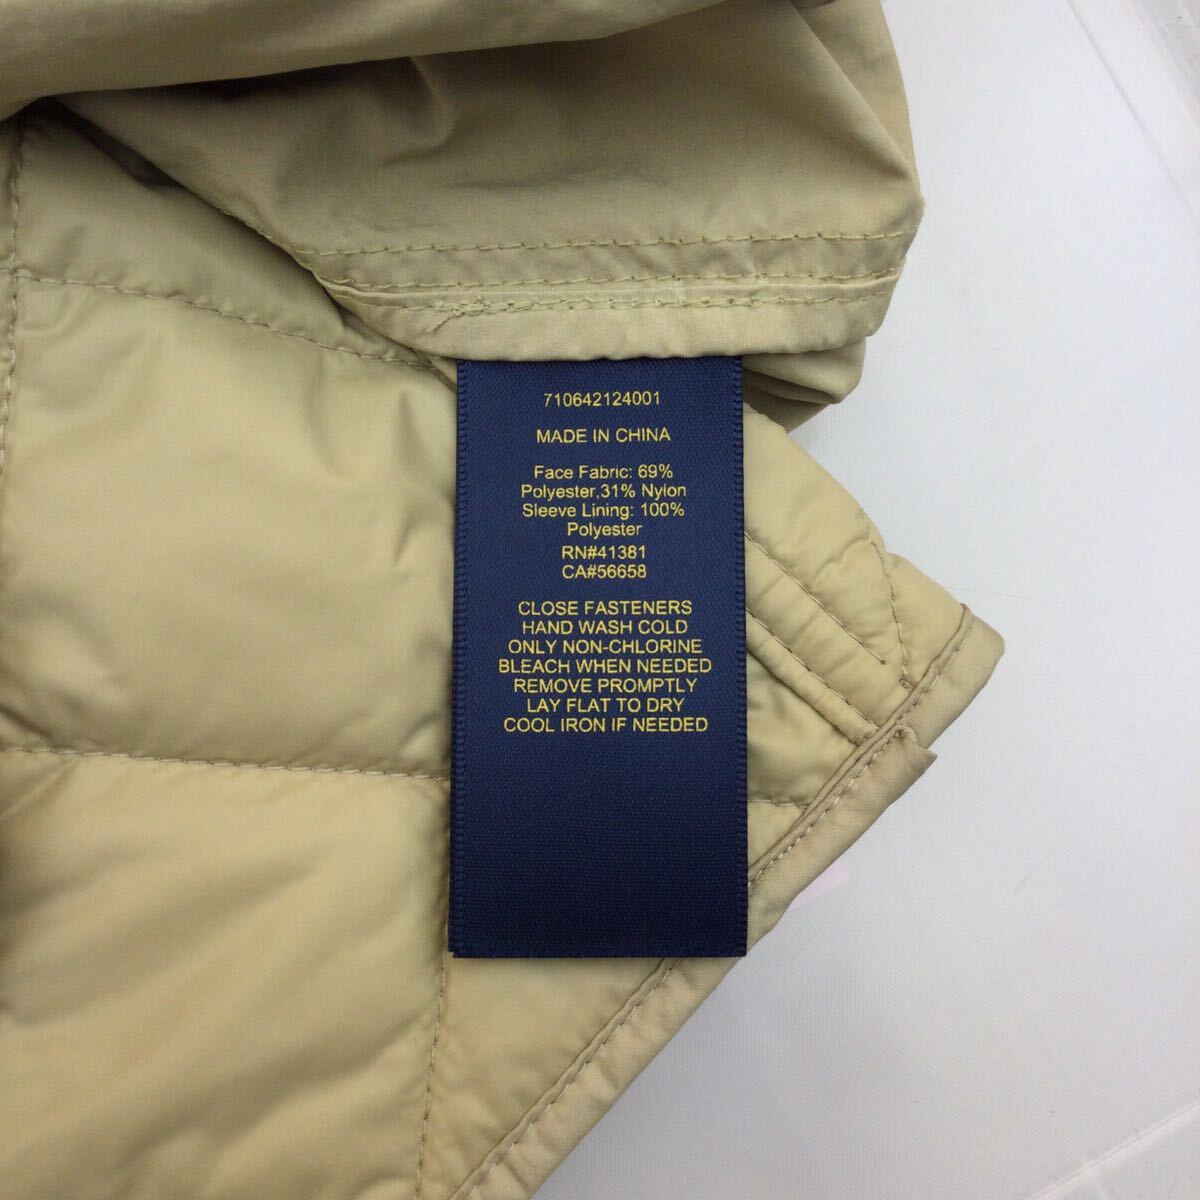 710642124001
MADE IN CHINA
Face Fabric: 69%
Polyester,31% Nylon
Sleeve Lining: 100%
Polyester
RN#41381
CA#56658
CLOSE FASTENERS
HAND WASH COLD
ONLY NON-CHLORINE
BLEACH WHEN NEEDED
REMOVE PROMPTLY
LAY FLAT TO DRY
COOL IRON IF NEEDED